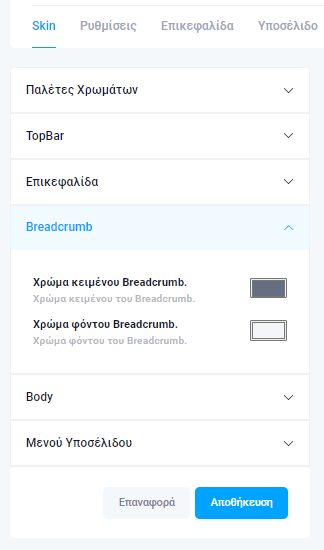 Skin Ρυθμίσεις Επικεφαλίδα Υποσέλιδο
Παλέτες Χρωμάτων
TopBar
Επικεφαλίδα
Breadcrumb
Χρώμα κειμένου Breadcrumb.
Χρώμα κειμένου του Breadcrumb.
Χρώμα φόντου Breadcrumb.
Χρώμα φόντου του Breadcrumb.
Body
Μενού Υποσέλιδου
Επαναφορά Αποθήκευση